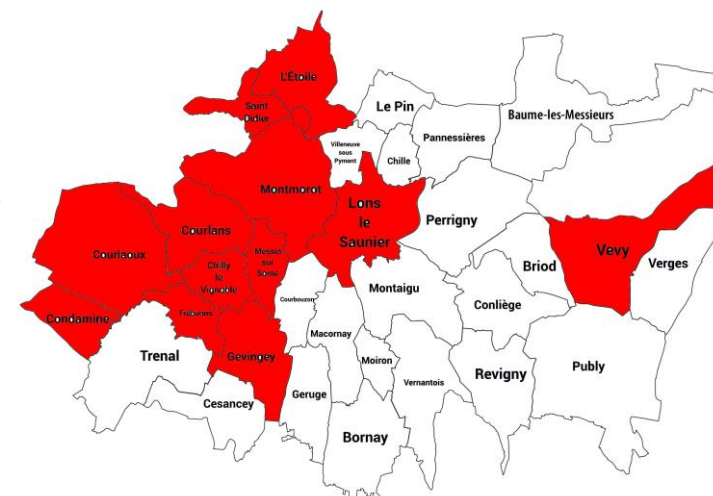 L'Étoile
Saint
Didier
Le Pin
Baume-les-Messieurs
Pannessières
Villeneuve
sous
Pymont
Chille
Montmorot
Lons
le
Saunier
Perrigny
Courlans
Messia
sur
Sorne
Courlaoux
Chilly
le
Vignoble
Vevy
Briod
Verges
Montaigu
Courbouzon
Conliège
Condamine
Frébuans
Macornay
Trenal
Gevingey
Moiron
Vernantois
Revigny
Publy
Cesancey
Geruge
Bornay